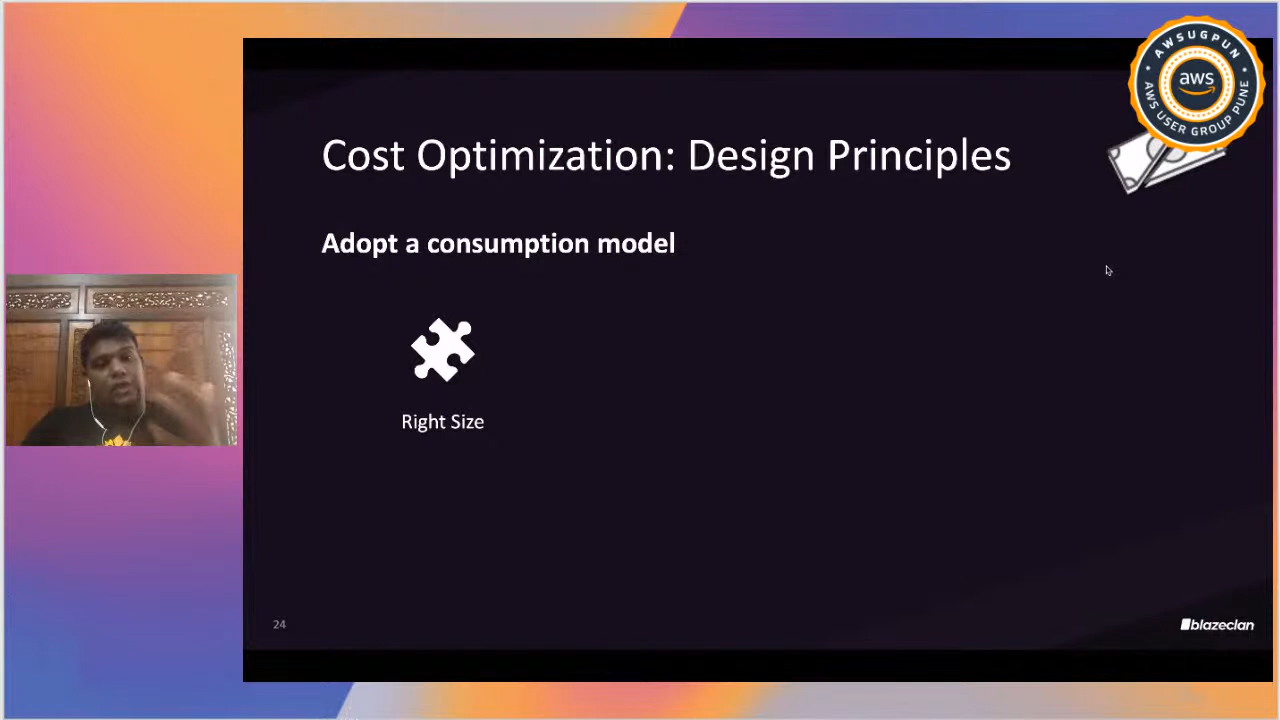 AWSUGPUN
aws
AWS USER GROUP PUNE
Cost Optimization: Design Principles
Adopt a consumption model
Right Size
24
blazeclan